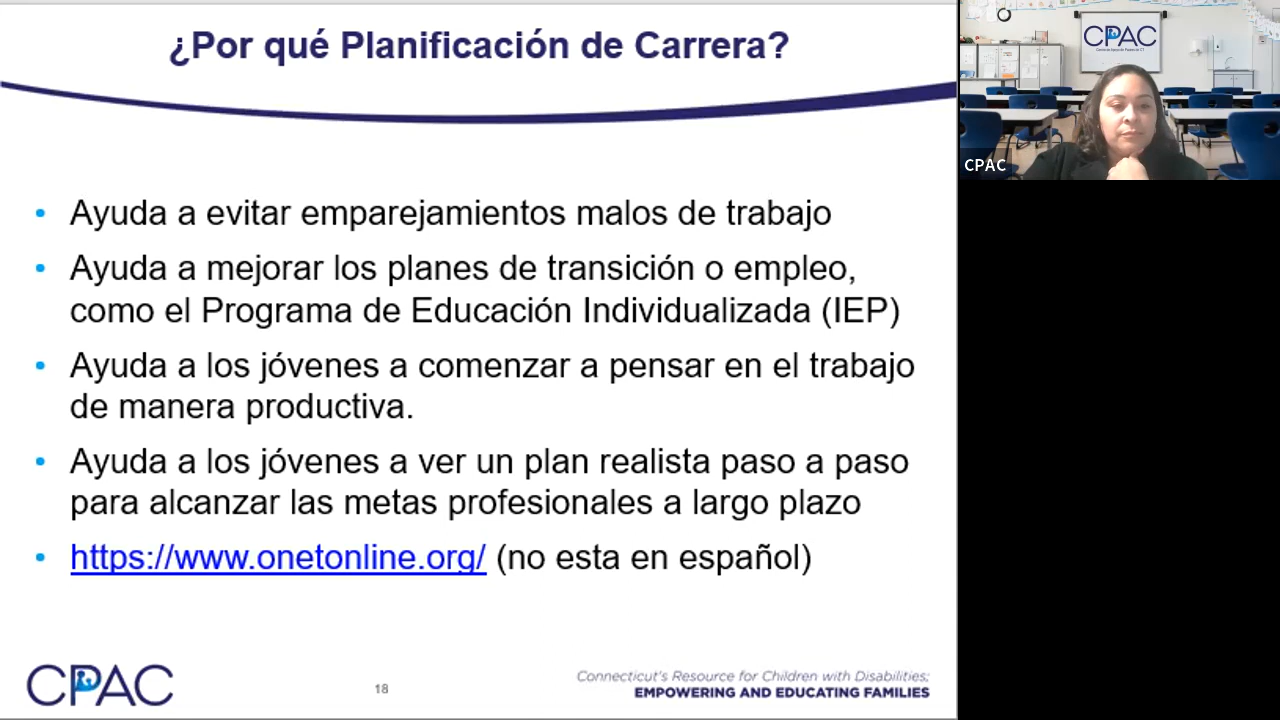 ¿Por qué Planificación de Carrera?
Ayuda a evitar emparejamientos malos de trabajo
Ayuda a mejorar los planes de transición o empleo,
como el Programa de Educación Individualizada (IEP)
Ayuda a los jóvenes a comenzar a pensar en el trabajo
de manera productiva.
Ayuda a los jóvenes a ver un plan realista paso a paso
para alcanzar las metas profesionales a largo plazo
https://www.onetonline.org/ (no esta en español)
CPAC
18
Connecticut's Resource for Children with Disabilities;
EMPOWERING AND EDUCATING FAMILIES
CPAC
CPAC